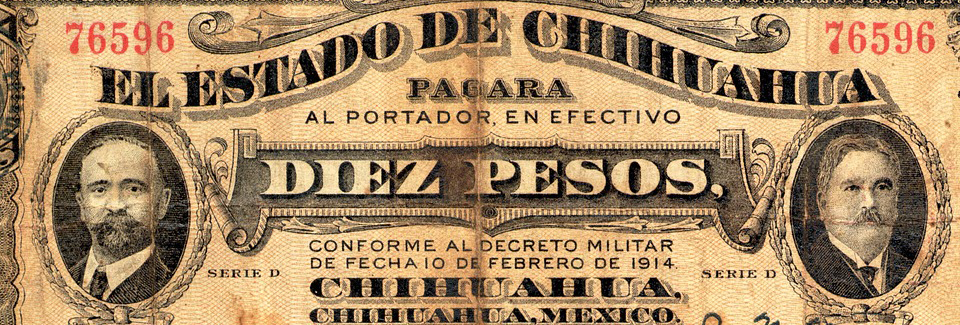 76596 76596
EL ESTADO DE CHIHUAHUA
PAGARA
AL PORTADOR, EN EFECTIVO
DIEZ PESOS,
CONFORME AL DECRETO MILITAR
DE FECHA 10 DE FEBRERO DE 1914.
SERIE D SERIE D
CHIHUAHUA,
CHIHUAHUA, MEXICO.